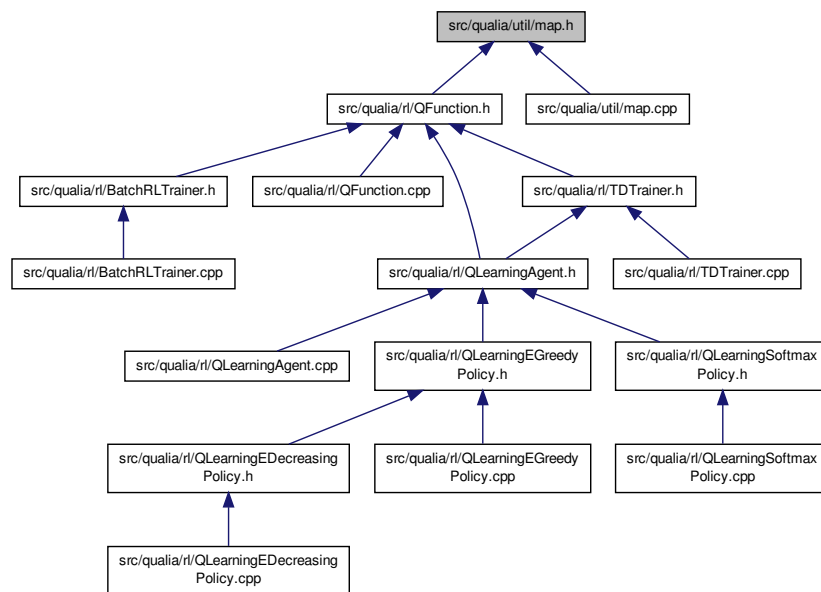 src/qualia/util/map.h
src/qualia/rl/QFunction.h
src/qualia/util/map.cpp
src/qualia/rl/BatchRLTrainer.h
src/qualia/rl/QFunction.cpp
src/qualia/rl/TDTrainer.h
src/qualia/rl/BatchRLTrainer.cpp
src/qualia/rl/QLearningAgent.h
src/qualia/rl/TDTrainer.cpp
src/qualia/rl/QLearningAgent.cpp
src/qualia/rl/QLearningEGreedy
Policy.h
src/qualia/rl/QLearningSoftmax
Policy.h
src/qualia/rl/QLearningEDecreasing
Policy.h
src/qualia/rl/QLearningEGreedy
Policy.cpp
src/qualia/rl/QLearningSoftmax
Policy.cpp
src/qualia/rl/QLearningEDecreasing
Policy.cpp